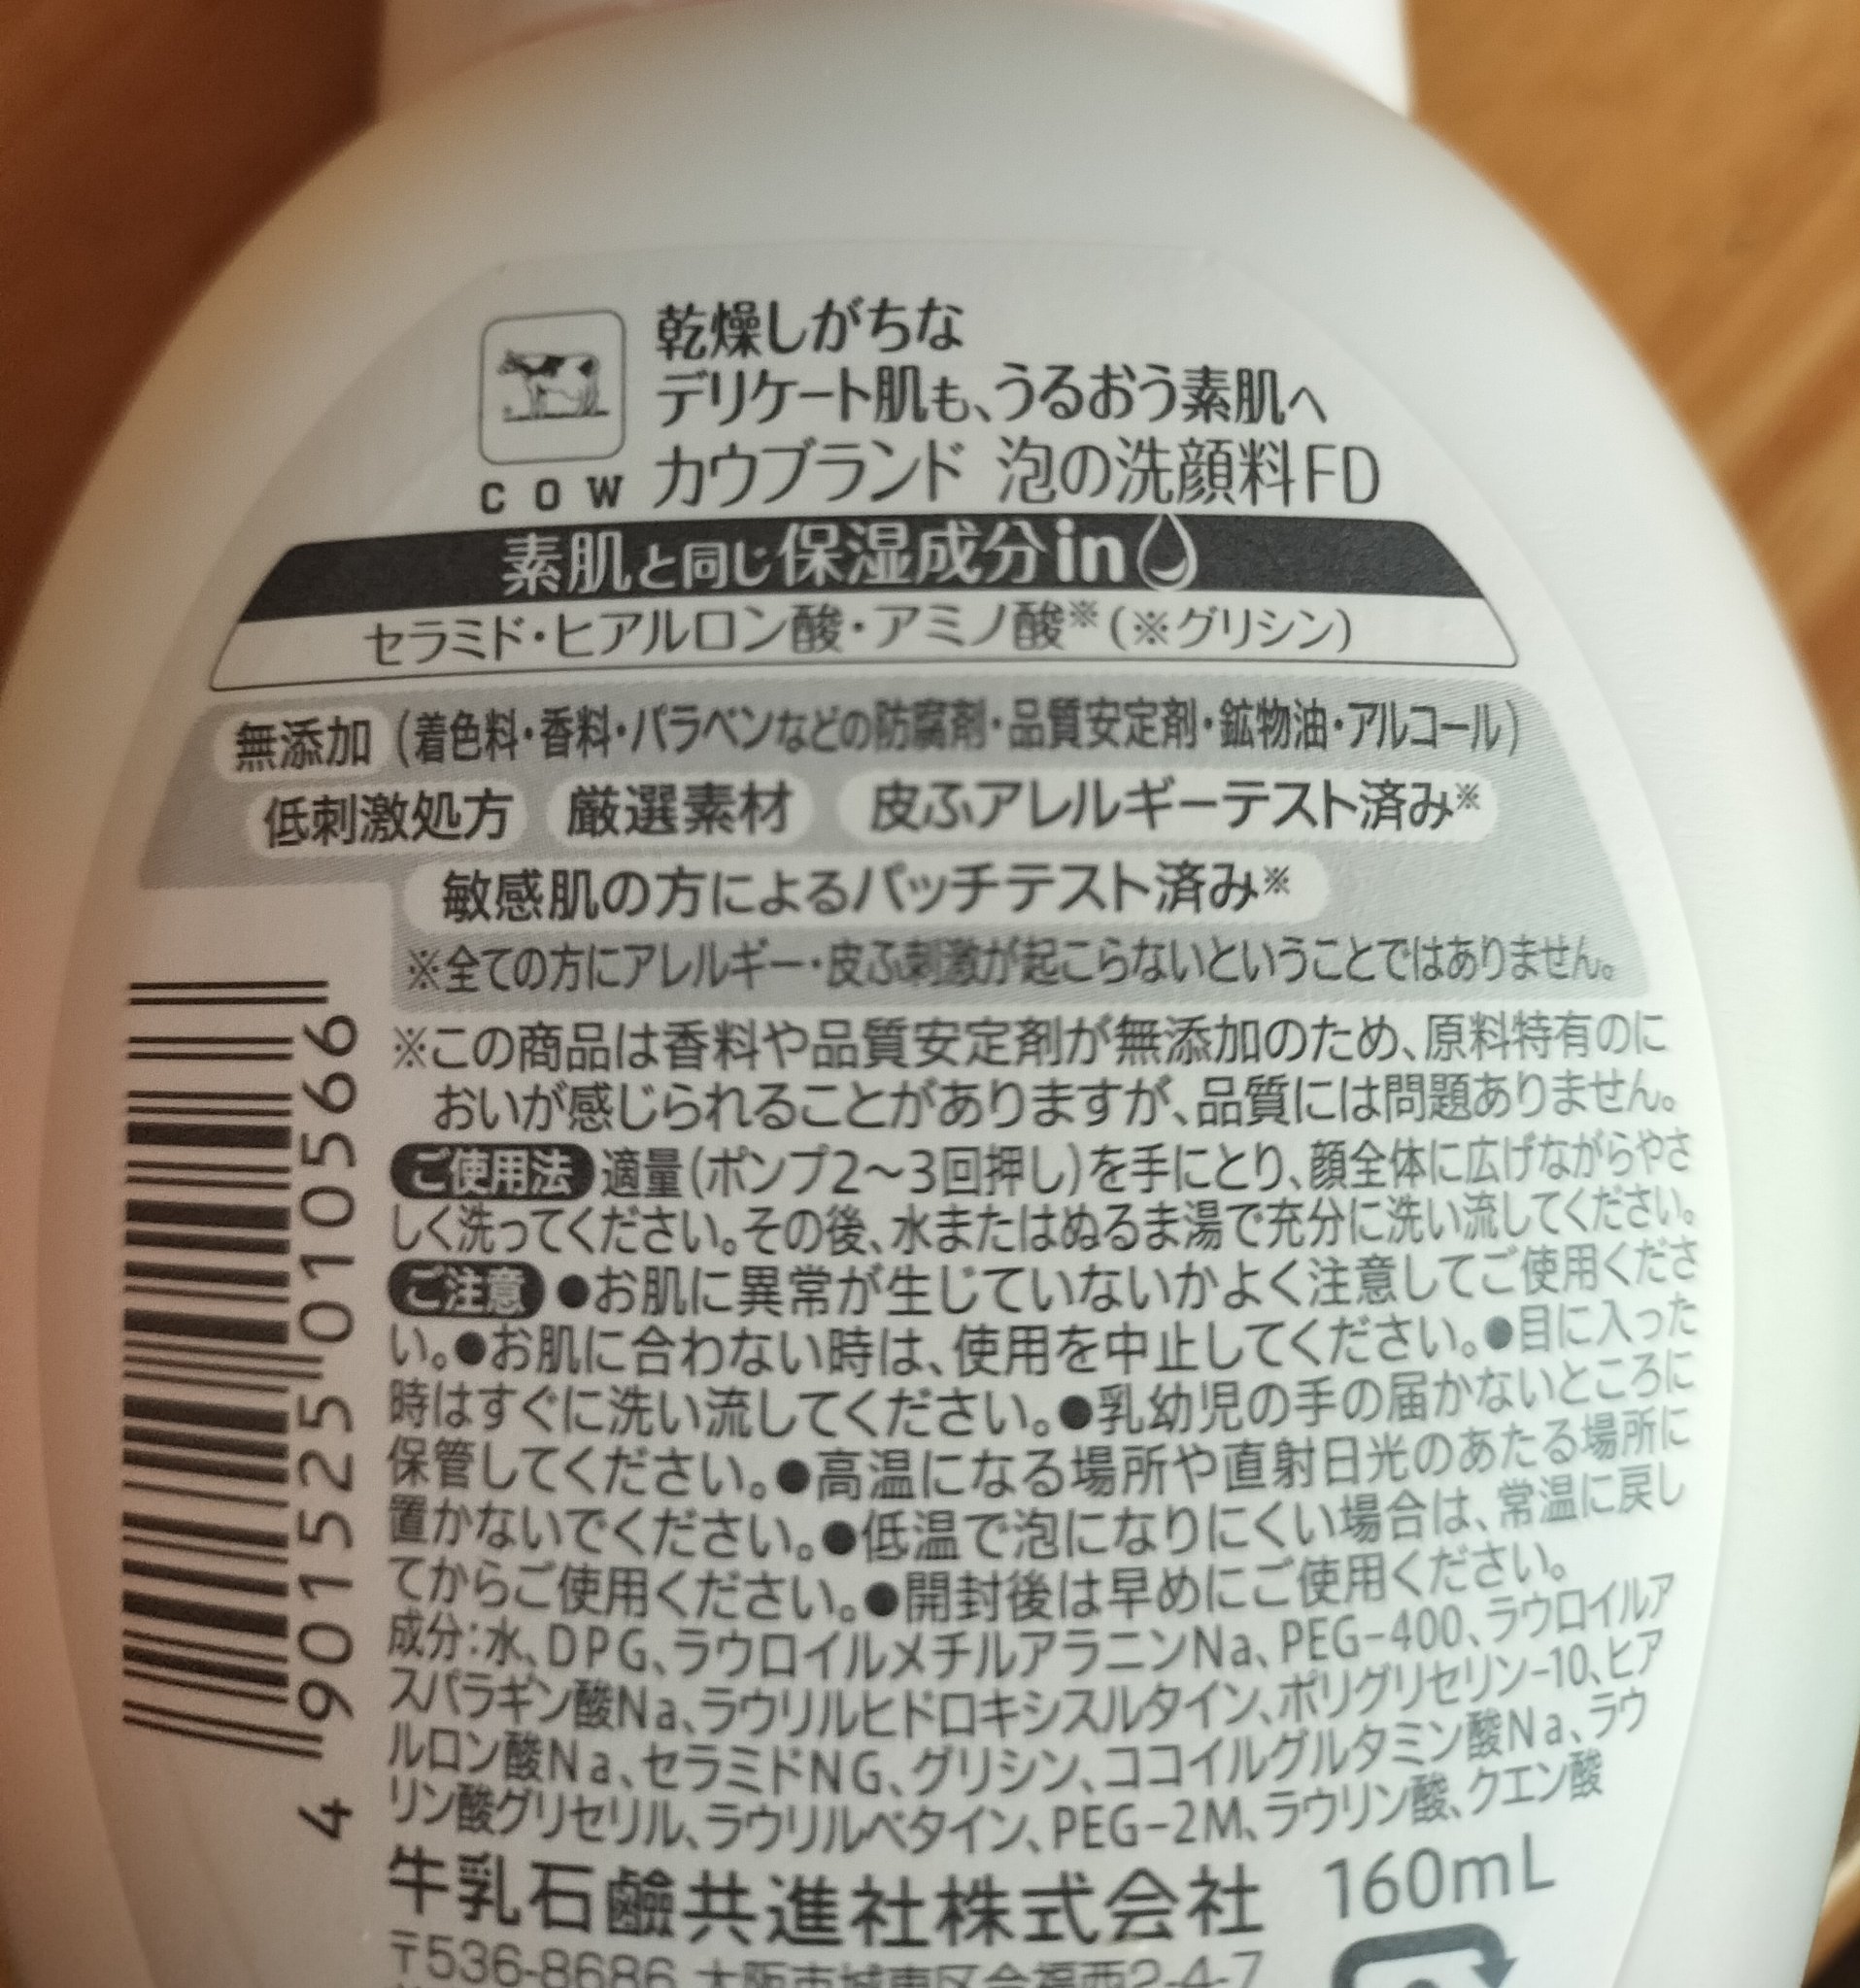 乾燥しがちな
デリケート肌も、うるおう素肌へ
COW カウブランド 泡の洗顔料FD
素肌と同じ保湿成分in
セラミド・ヒアルロン酸・アミノ酸※(※グリシン)
無添加 (着色料・香料・パラベンなどの防腐剤・品質安定剤・鉱物油・アルコール)
低刺激処方 厳選素材 皮ふアレルギーテスト済み※
敏感肌の方によるパッチテスト済み※
※全ての方にアレルギー・皮ふ刺激が起こらないということではありません。
※この商品は香料や品質安定剤が無添加のため、原料特有のに
おいが感じられることがありますが、品質には問題ありません。
ご使用法 適量(ポンプ2～3回押し)を手にとり、顔全体に広げながらやさ
しく洗ってください。その後、水またはぬるま湯で充分に洗い流してください。
ご注意 ●お肌に異常が生じていないかよく注意してご使用くださ
い。●お肌に合わない時は、使用を中止してください。●目に入った
時はすぐに洗い流してください。●乳幼児の手の届かないところに
保管してください。●高温になる場所や直射日光のあたる場所に
置かないでください。●低温で泡になりにくい場合は、常温に戻し
てからご使用ください。●開封後は早めにご使用ください。
成分:水、DPG、ラウロイルメチルアラニンNa、PEG-400、ラウロイルア
スパラギン酸Na、ラウリルヒドロキシスルタイン、ポリグリセリン-10、ヒア
ルロン酸Na、セラミドNG、グリシン、ココイルグルタミン酸Na、ラウ
リン酸グリセリル、ラウリルベタイン、PEG-2M、ラウリン酸、クエン酸
牛乳石鹼共進社株式会社 160mL
〒536-8686 大阪市城東区今福西2-4-7
4 901525 010566